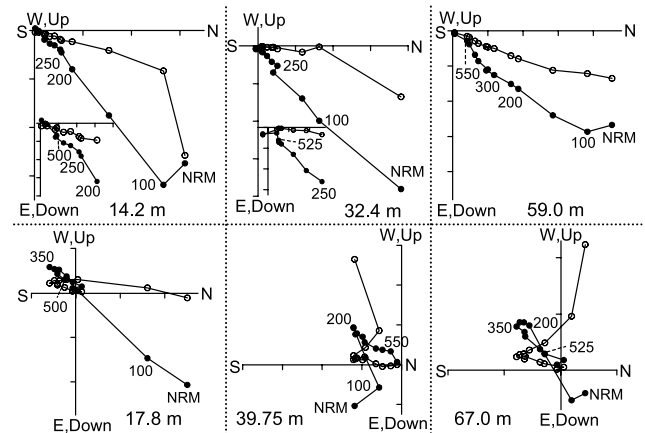 W,Up
S
N
250
200
500
250
200
100
NRM
E,Down
14.2 m
W,Up
S
N
250
100
525
250
NRM
E,Down
32.4 m
W,Up
S
N
550
300
200
100
NRM
E,Down
59.0 m
W,Up
350
S
N
500
100
NRM
E,Down
17.8 m
W,Up
200
550
S
N
100
NRM
E,Down
39.75 m
W,Up
350
200
525
S
N
NRM
E,Down
67.0 m